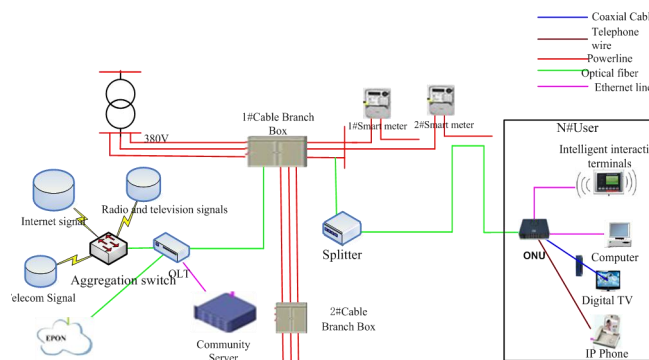 Coaxial Cable
Telephone
wire
Powerline
Optical fiber
Ethernet line
380V
1#Cable Branch
Box
1#Smart meter
2#Smart meter
N#User
Intelligent interacti
terminals
Internet signal
Radio and television signals
Splitter
ONU
Computer
Aggregation switch
OLT
Telecom Signal
Digital TV
EPON
Community
Server
2#Cable
Branch Box
IP Phone